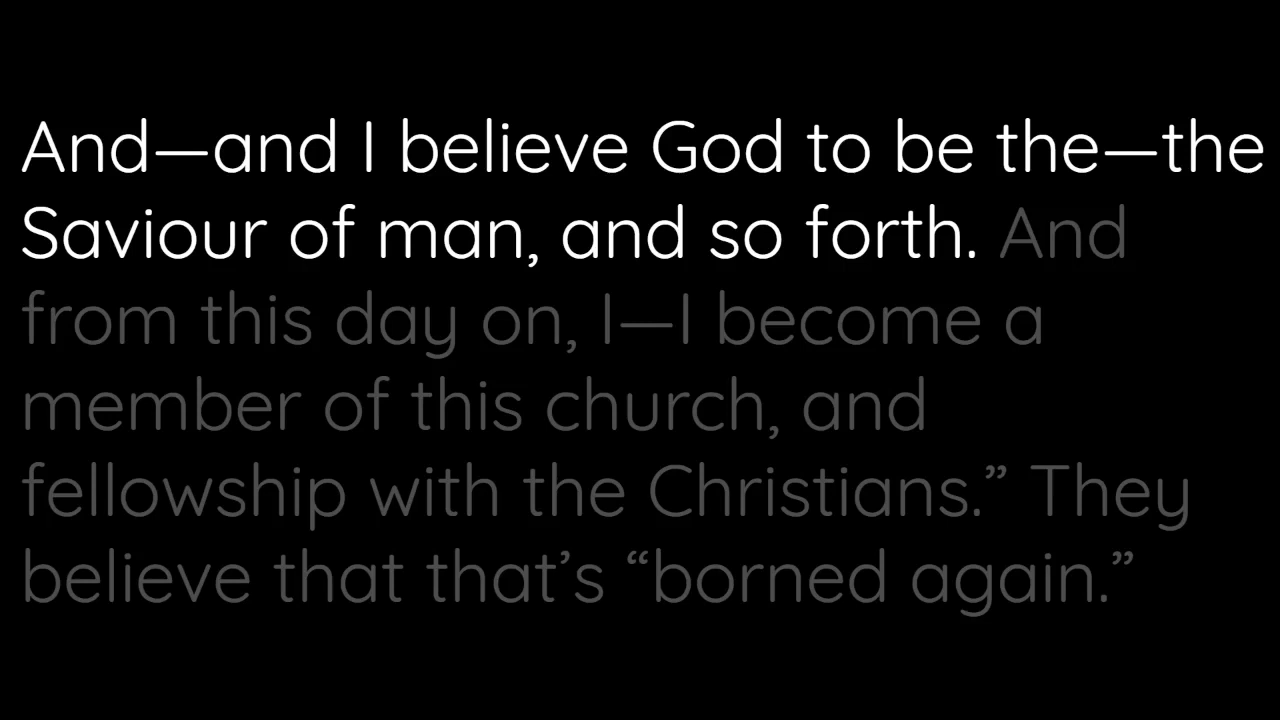 And—and I believe God to be the—the
Saviour of man, and so forth. And
from this day on, I—I become a
member of this church, and
fellowship with the Christians.” They
believe that that’s “borned again.”